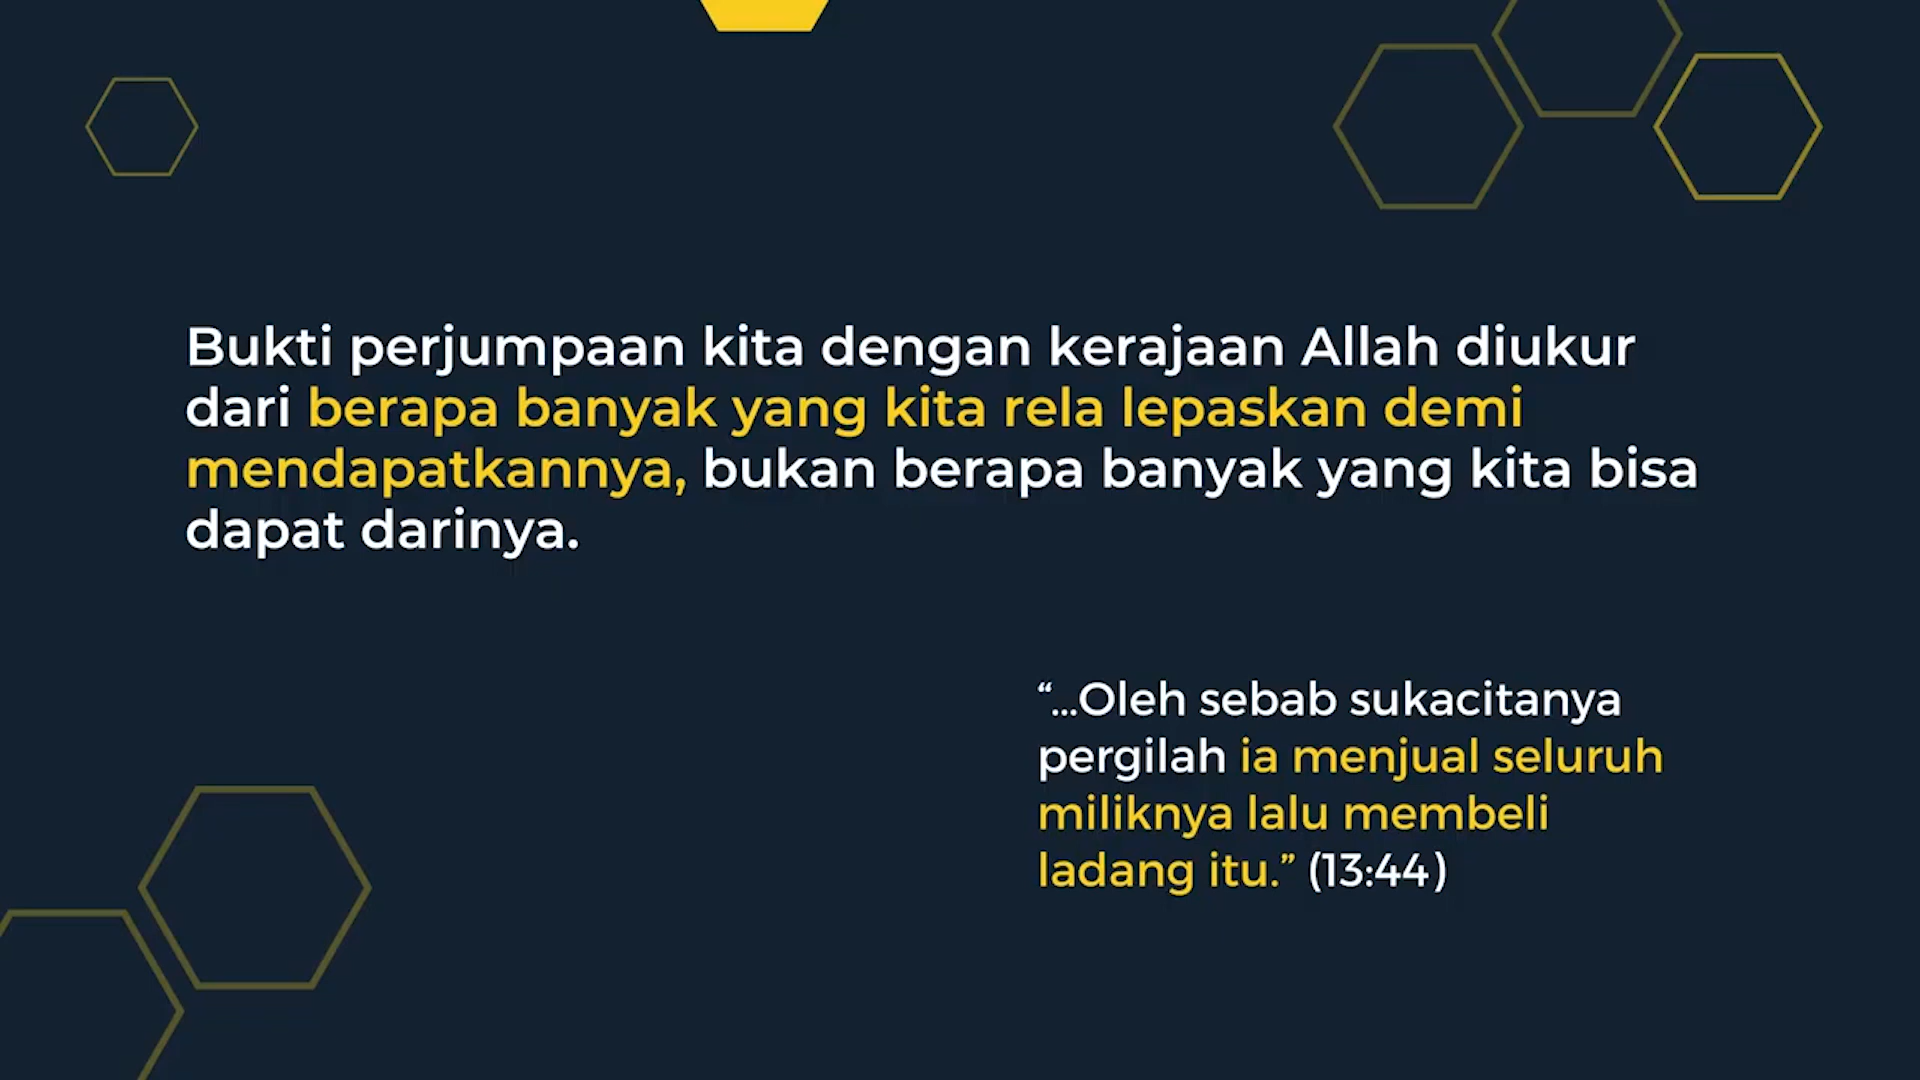 Bukti perjumpaan kita dengan kerajaan Allah diukur
dari berapa banyak yang kita rela lepaskan demi
mendapatkannya, bukan berapa banyak yang kita bisa
dapat darinya.
“...Oleh sebab sukacitanya
pergilah ia menjual seluruh
miliknya lalu membeli
ladang itu.” (13:44)